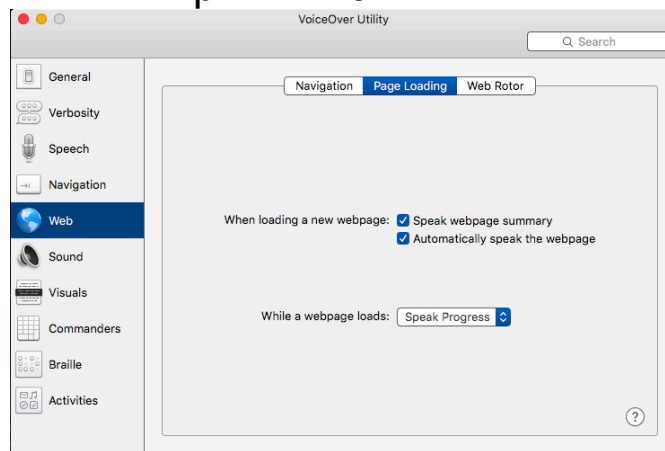 VoiceOver Utility
Search
General
Verbosity
Speech
Navigation
Web
Sound
Visuals
Commanders
Braille
Activities
Navigation Page Loading Web Rotor
When loading a new webpage: Speak webpage summary
Automatically speak the webpage
While a webpage loads: Speak Progress
?